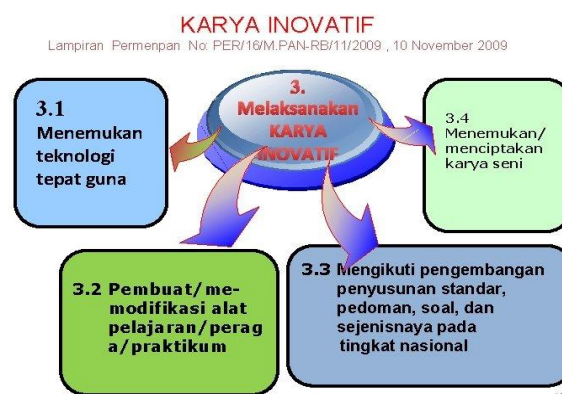 KARYA INOVATIF
Lampiran Permenpan No: PER/16/M.PAN-RB/11/2009 , 10 November 2009
3.
Melaksanakan
KARYA
INOVATIF
3.1
Menemukan
teknologi
tepat guna
3.4
Menemukan/
menciptakan
karya seni
3.2 Pembuat/me-
modifikasi alat
pelajaran/perag
a/praktikum
3.3 Mengikuti pengembangan
penyusunan standar,
pedoman, soal, dan
sejenisnaya pada
tingkat nasional